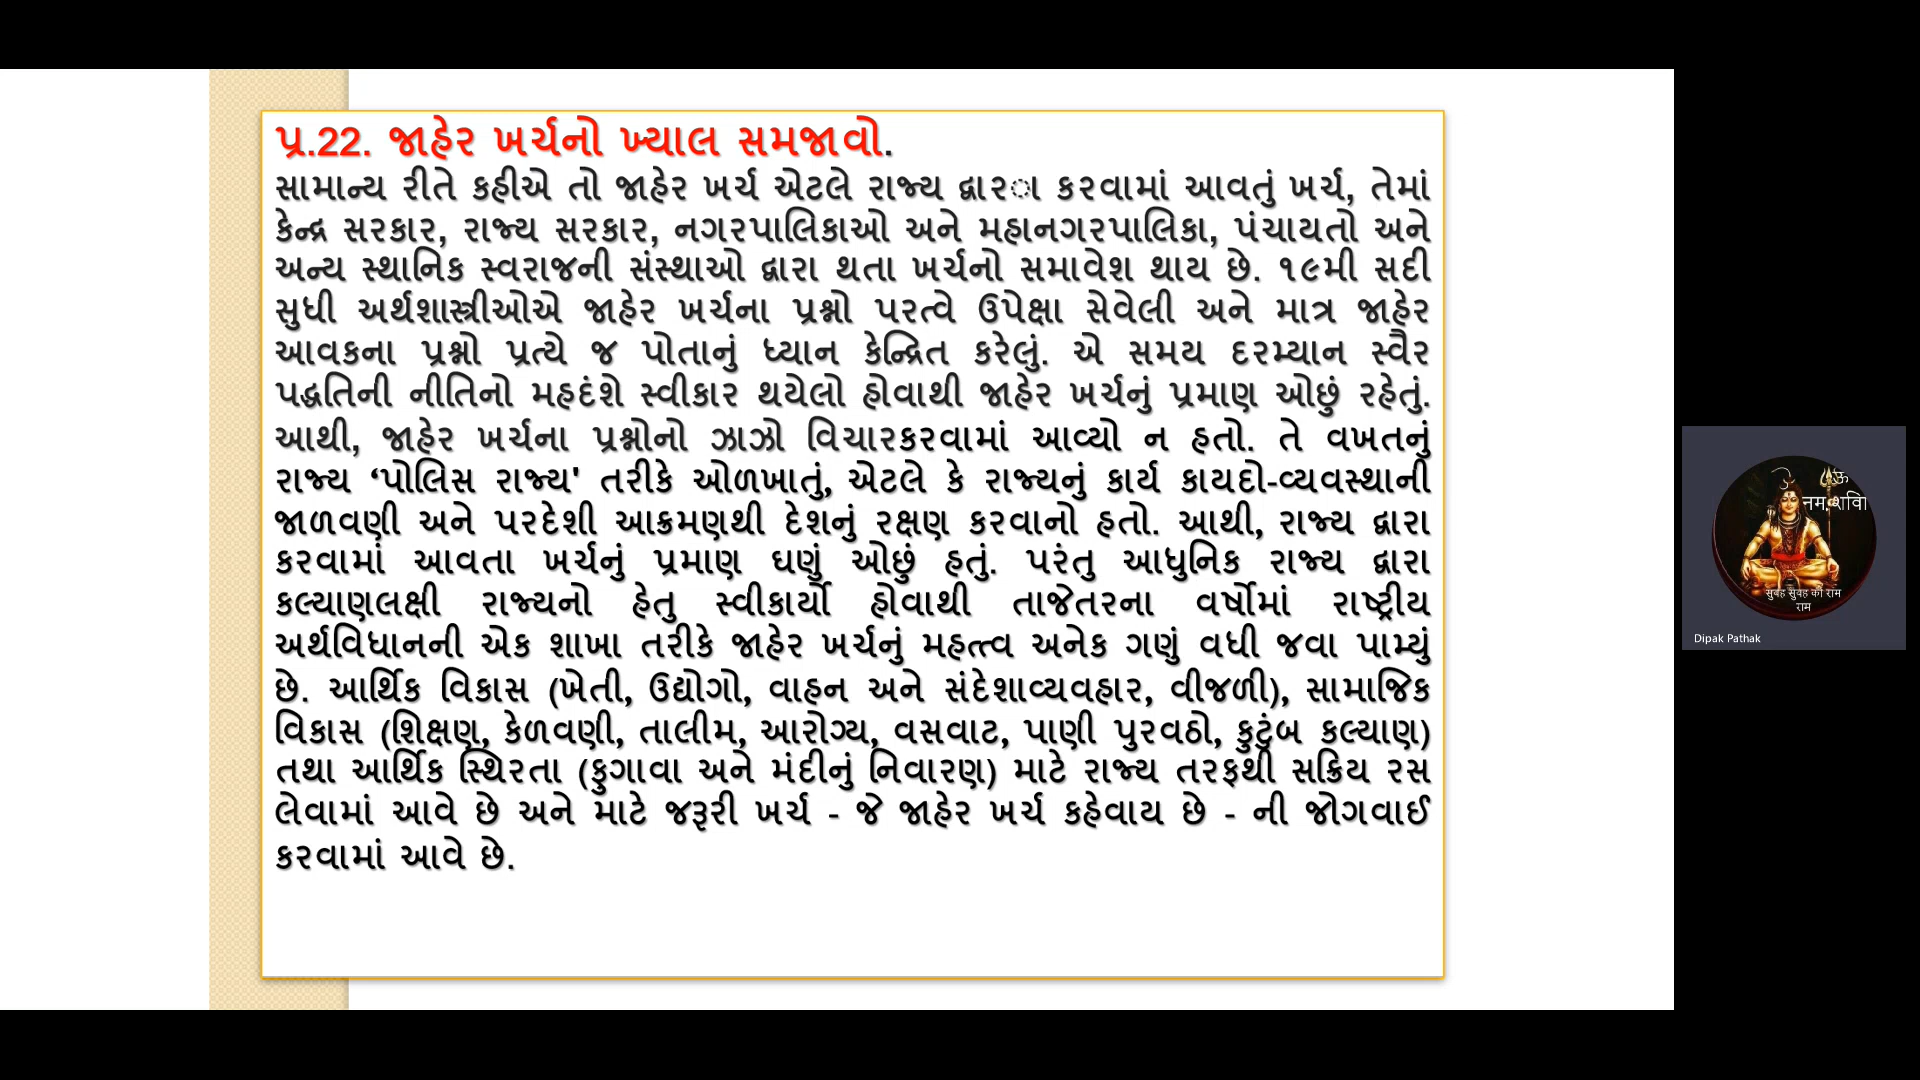 પ્ર.22. જાહેર ખર્ચનો ખ્યાલ સમજાવો.
સામાન્ય રીતે કહીએ તો જાહેર ખર્ચ એટલે રાજ્ય દ્વાર◌ા કરવામાં આવતું ખર્ચ, તેમાં
કેન્દ્ર સરકાર, રાજ્ય સરકાર, નગરપાલિકાઓ અને મહાનગરપાલિકા, પંચાયતો અને
અન્ય સ્થાનિક સ્વરાજની સંસ્થાઓ દ્વારા થતા ખર્ચનો સમાવેશ થાય છે. ૧૯મી સદી
સુધી અર્થશાસ્ત્રીઓએ જાહેર ખર્ચના પ્રશ્નો પરત્વે ઉપેક્ષા સેવેલી અને માત્ર જાહેર
આવકના પ્રશ્નો પ્રત્યે જ પોતાનું ધ્યાન કેન્દ્રિત કરેલું. એ સમય દરમ્યાન સ્વૈર
પદ્ધતિની નીતિનો મહદંશે સ્વીકાર થયેલો હોવાથી જાહેર ખર્ચનું પ્રમાણ ઓછું રહેતું.
આથી, જાહેર ખર્ચના પ્રશ્નોનો ઝાઝો વિચારકરવામાં આવ્યો ન હતો. તે વખતનું
રાજ્ય ‘પોલિસ રાજ્ય' તરીકે ઓળખાતું, એટલે કે રાજ્યનું કાર્ય કાયદો-વ્યવસ્થાની
જાળવણી અને પરદેશી આક્રમણથી દેશનું રક્ષણ કરવાનો હતો. આથી, રાજ્ય દ્વારા
કરવામાં આવતા ખર્ચનું પ્રમાણ ઘણું ઓછું હતું. પરંતુ આધુનિક રાજ્ય દ્વારા
કલ્યાણલક્ષી રાજ્યનો હેતુ સ્વીકાર્યો હોવાથી તાજેતરના વર્ષોમાં રાષ્ટ્રીય
અર્થવિધાનની એક શાખા તરીકે જાહેર ખર્ચનું મહત્ત્વ અનેક ગણું વધી જવા પામ્યું
છે. આર્થિક વિકાસ (ખેતી, ઉદ્યોગો, વાહન અને સંદેશાવ્યવહાર, વીજળી), સામાજિક
વિકાસ (શિક્ષણ, કેળવણી, તાલીમ, આરોગ્ય, વસવાટ, પાણી પુરવઠો, કુટુંબ કલ્યાણ)
તથા આર્થિક સ્થિરતા (ફુગાવા અને મંદીનું નિવારણ) માટે રાજ્ય તરફથી સક્રિય રસ
લેવામાં આવે છે અને માટે જરૂરી ખર્ચ - જે જાહેર ખર્ચ કહેવાય છે - ની જોગવાઈ
કરવામાં આવે છે.
ॐ
नम शिवा
सुबह सुबह की राम
राम
Dipak Pathak